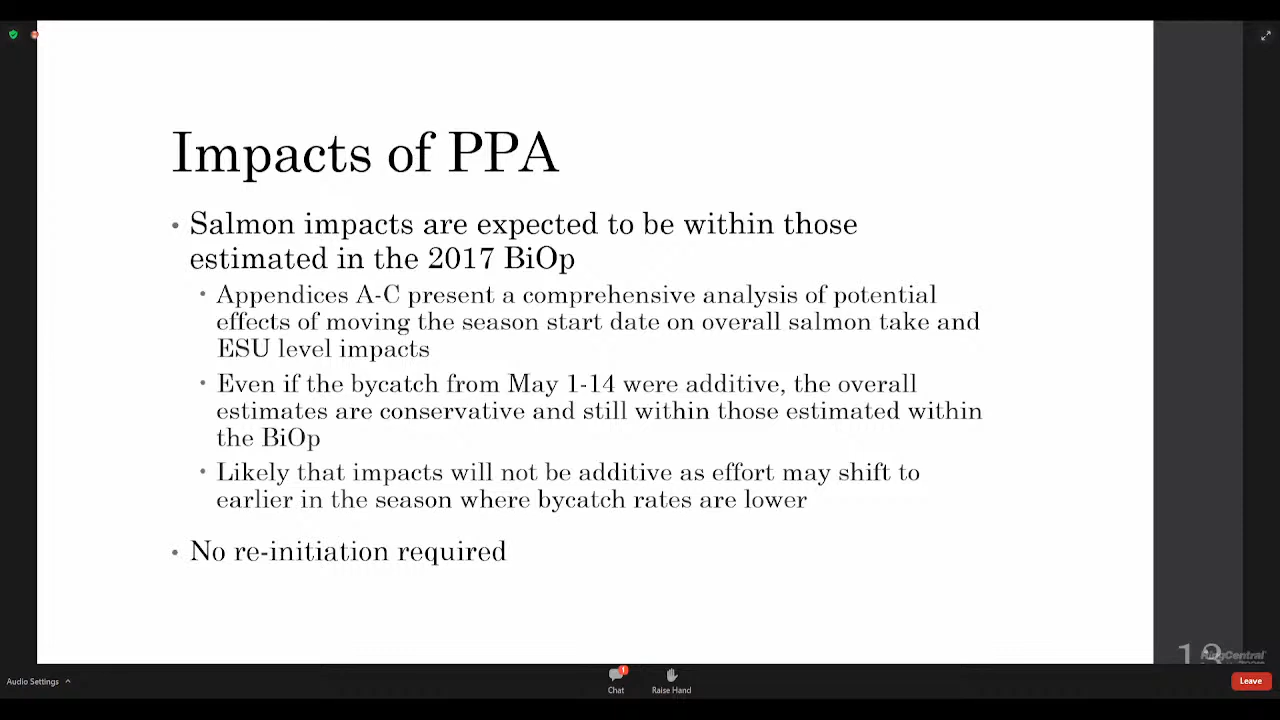 Impacts of PPA
• Salmon impacts are expected to be within those
estimated in the 2017 BiOp
• Appendices A-C present a comprehensive analysis of potential
effects of moving the season start date on overall salmon take and
ESU level impacts
• Even if the bycatch from May 1-14 were additive, the overall
estimates are conservative and still within those estimated within
the BiOp
• Likely that impacts will not be additive as effort may shift to
earlier in the season where bycatch rates are lower
• No re-initiation required
RingCentral
Audio Settings
1
Chat
Raise Hand
Leave